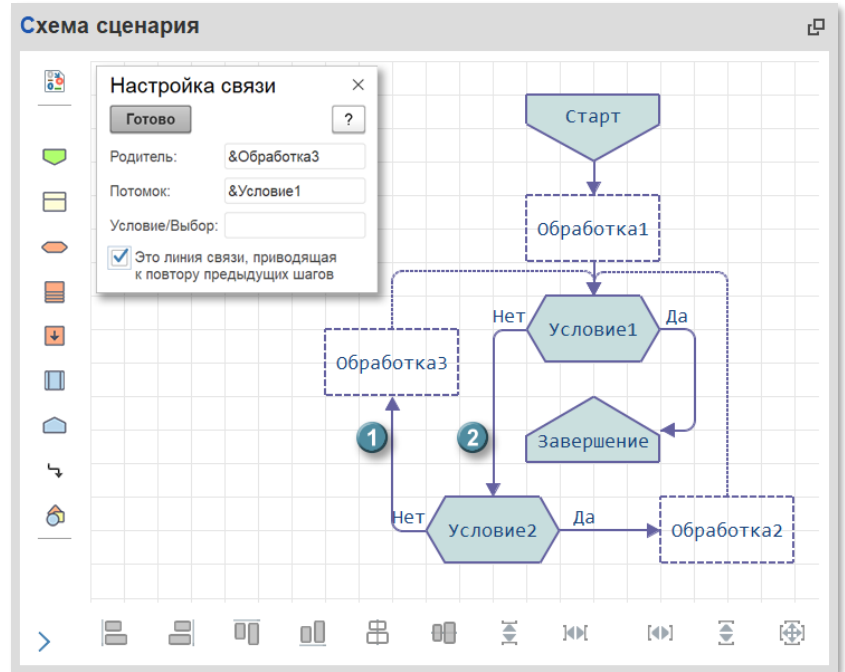 Схема сценария
Настройка связи
Готово
?
Родитель: &Обработка3
Потомок: &Условие1
Условие/Выбор:
Это линия связи, приводящая
к повтору предыдущих шагов
Старт
Обработка1
Нет
Условие1
Да
Обработка3
1
2
Завершение
Нет
Условие2
Да
Обработка2